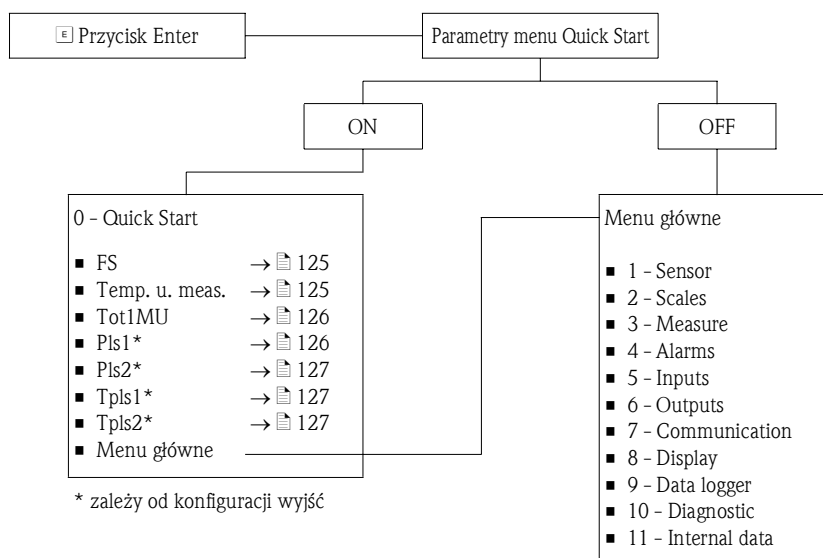 E Przycisk Enter
Parametry menu Quick Start
ON
OFF
0 – Quick Start
▪ FS → 125
▪ Temp. u. meas. → 125
▪ Tot1MU → 126
▪ Pls1* → 126
▪ Pls2* → 127
▪ Tpls1* → 127
▪ Tpls2* → 127
▪ Menu główne
* zależy od konfiguracji wyjść
Menu główne
▪ 1 – Sensor
▪ 2 – Scales
▪ 3 – Measure
▪ 4 – Alarms
▪ 5 – Inputs
▪ 6 – Outputs
▪ 7 – Communication
▪ 8 – Display
▪ 9 – Data logger
▪ 10 – Diagnostic
▪ 11 – Internal data